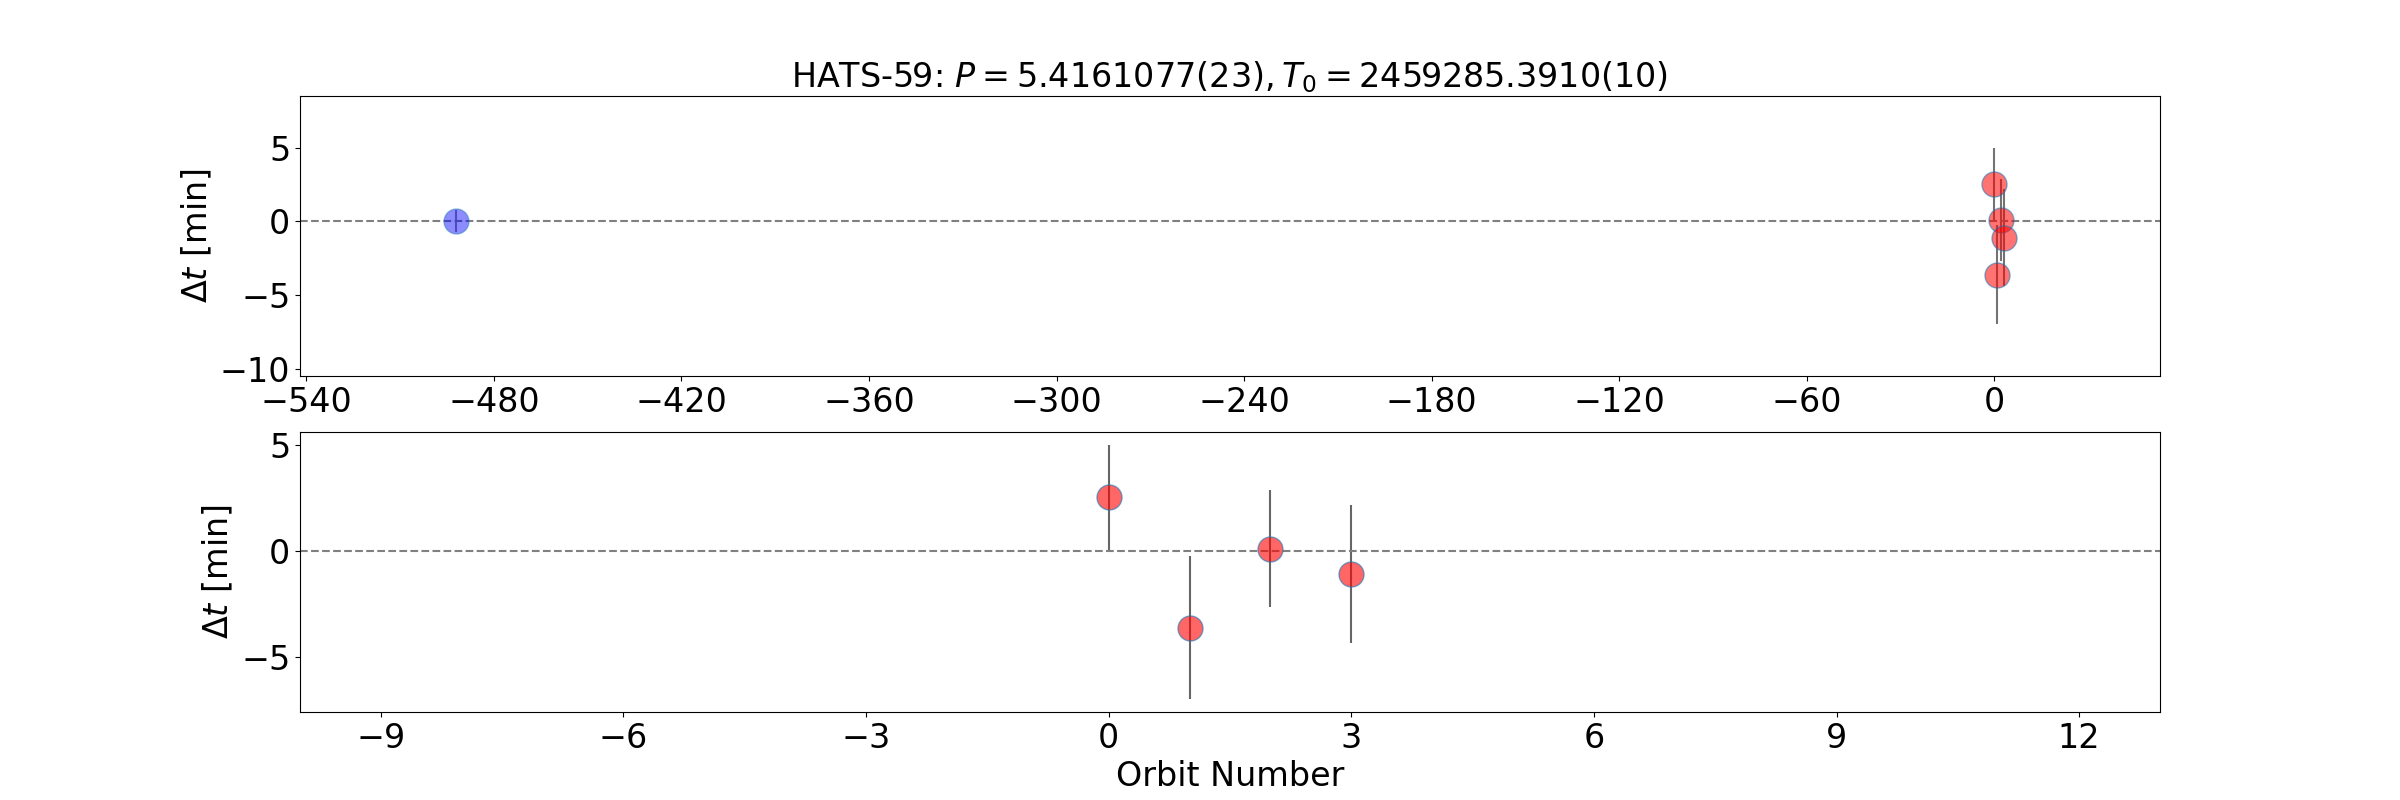 HATS-59: P = 5.4161077(23), T₀ = 2459285.3910(10)
Δt [min]
5
0
−5
−10
−540 −480 −420 −360 −300 −240 −180 −120 −60 0
Δt [min]
5
0
−5
−9 −6 −3 0 3 6 9 12
Orbit Number